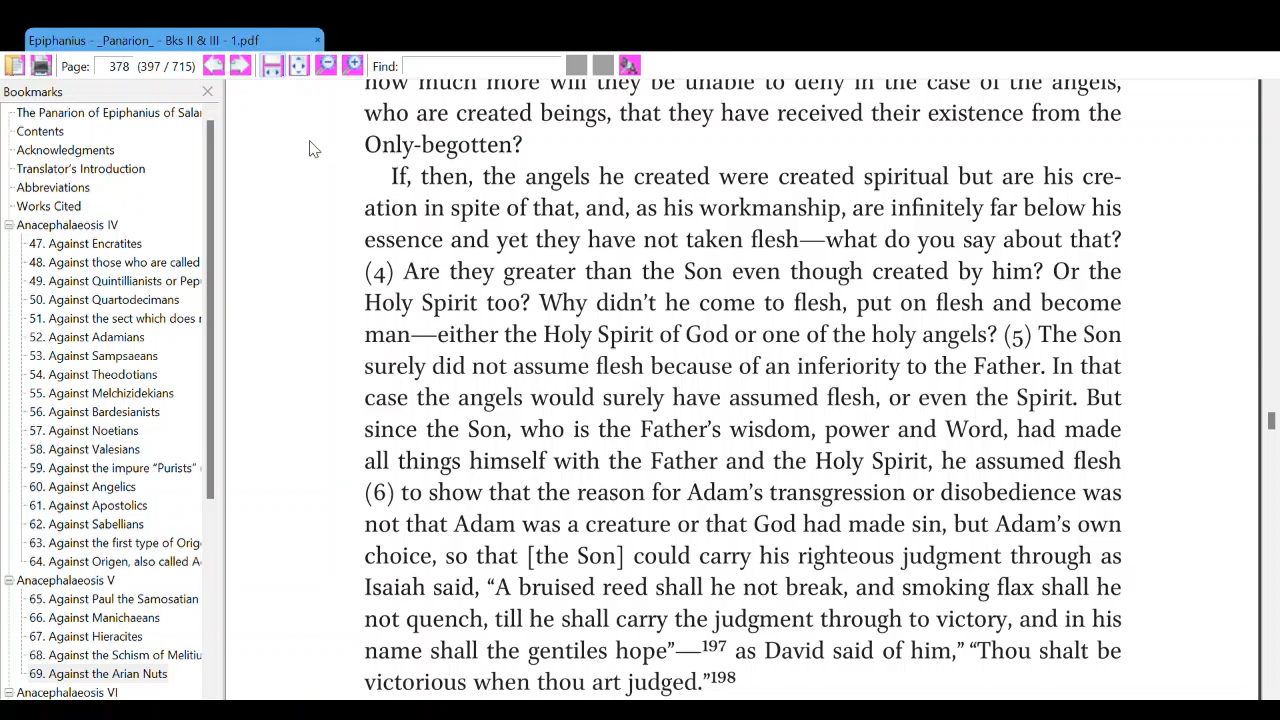 Epiphanius - _Panarion_ - Bks II & III - 1.pdf
Page: 378 (397 / 715) Find:
Bookmarks
The Panarion of Epiphanius of Sala
Contents
Acknowledgments
Translator's Introduction
Abbreviations
Works Cited
Anacephalaeosis IV
47. Against Encratites
48. Against those who are called
49. Against Quintillianists or Pep
50. Against Quartodecimans
51. Against the sect which does r
52. Against Adamians
53. Against Sampsaeans
54. Against Theodotians
55. Against Melchizidekians
56. Against Bardesianists
57. Against Noetians
58. Against Valesians
59. Against the impure “Purists” (
60. Against Angelics
61. Against Apostolics
62. Against Sabellians
63. Against the first type of Orig
64. Against Origen, also called A
Anacephalaeosis V
65. Against Paul the Samosatian
66. Against Manichaeans
67. Against Hieracites
68. Against the Schism of Melitiu
69. Against the Arian Nuts
Anacephalaeosis VI
how much more will they be unable to deny in the case of the angels,
who are created beings, that they have received their existence from the
Only-begotten?
If, then, the angels he created were created spiritual but are his cre-
ation in spite of that, and, as his workmanship, are infinitely far below his
essence and yet they have not taken flesh—what do you say about that?
(4) Are they greater than the Son even though created by him? Or the
Holy Spirit too? Why didn’t he come to flesh, put on flesh and become
man—either the Holy Spirit of God or one of the holy angels? (5) The Son
surely did not assume flesh because of an inferiority to the Father. In that
case the angels would surely have assumed flesh, or even the Spirit. But
since the Son, who is the Father’s wisdom, power and Word, had made
all things himself with the Father and the Holy Spirit, he assumed flesh
(6) to show that the reason for Adam’s transgression or disobedience was
not that Adam was a creature or that God had made sin, but Adam’s own
choice, so that [the Son] could carry his righteous judgment through as
Isaiah said, “A bruised reed shall he not break, and smoking flax shall he
not quench, till he shall carry the judgment through to victory, and in his
name shall the gentiles hope”—197 as David said of him,” “Thou shalt be
victorious when thou art judged.”198